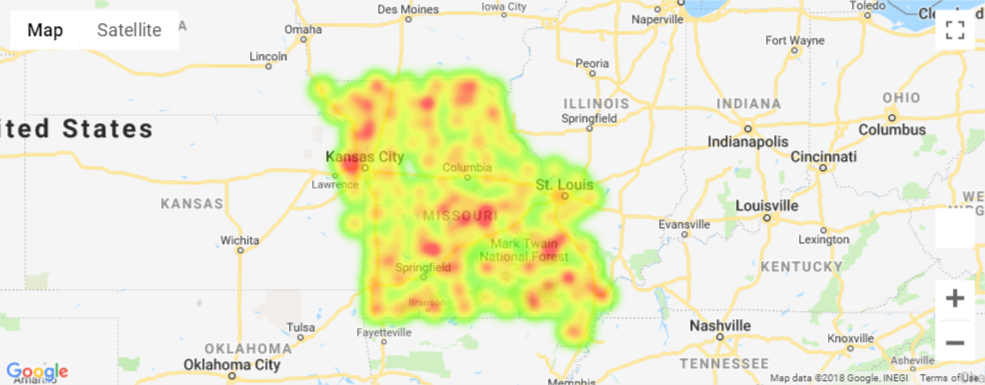 Map Satellite
Des Moines
Iowa City
Toledo
Naperville
Omaha
Fort Wayne
Lincoln
Peoria
ILLINOIS
INDIANA
OHIO
Springfield
ited States
Columbus
Indianapolis
Kansas City
Cincinnati
Columbia
Lawrence
St. Louis
KANSAS
Louisville
MISSOURI
Evansville
Wichita
Lexington
Mark Twain
National Forest
KENTUCKY
Springfield
Branson
Nashville
Tulsa
Fayetteville
Knoxville
OKLAHOMA
Oklahoma City
TENNESSEE
Asheville
Google
Amarillo
Memphis
Map data ©2018 Google, INEGI Terms of Use